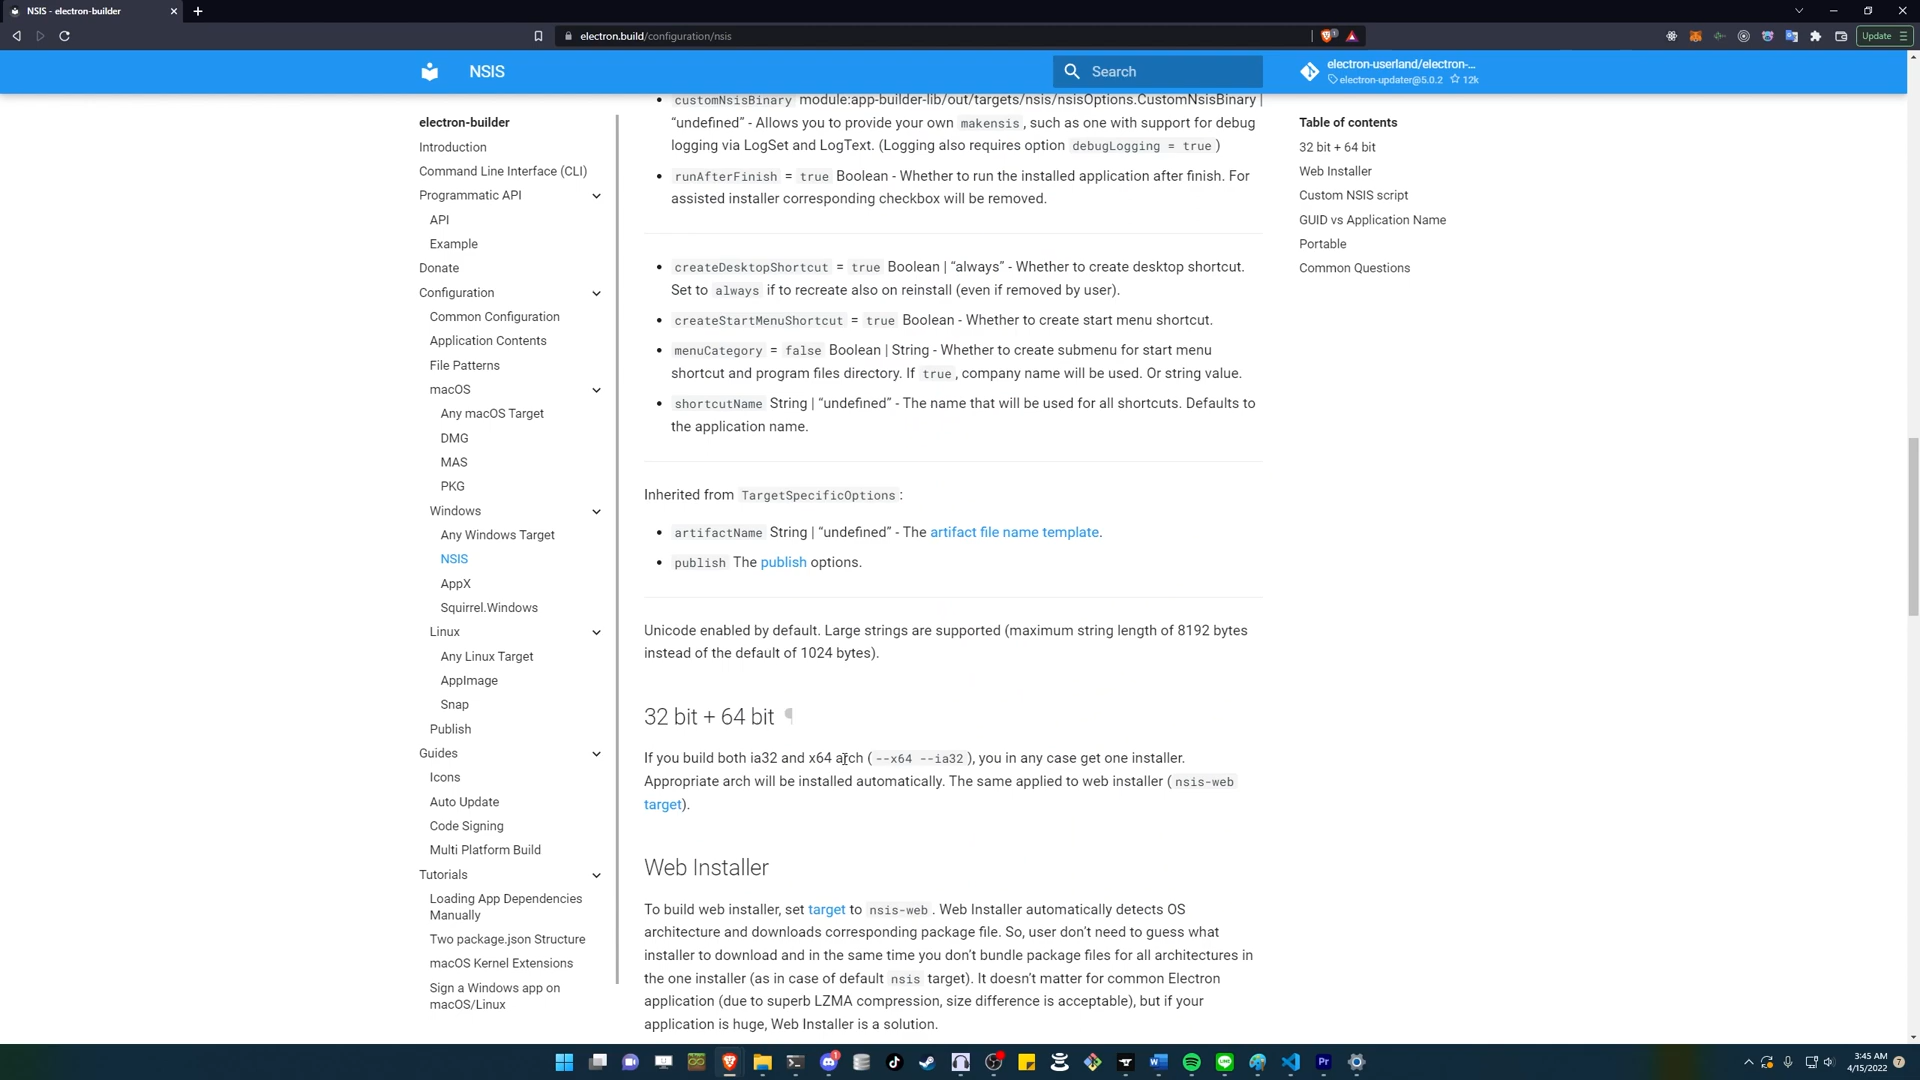 NSIS - electron-builder
electron.build/configuration/nsis
1
Update
NSIS
Search
electron-userland/electron-...
electron-updater@5.0.2 12k
electron-builder
Introduction
Command Line Interface (CLI)
Programmatic API
API
Example
Donate
Configuration
Common Configuration
Application Contents
File Patterns
macOS
Any macOS Target
DMG
MAS
PKG
Windows
Any Windows Target
NSIS
AppX
Squirrel.Windows
Linux
Any Linux Target
AppImage
Snap
Publish
Guides
Icons
Auto Update
Code Signing
Multi Platform Build
Tutorials
Loading App Dependencies
Manually
Two package.json Structure
macOS Kernel Extensions
Sign a Windows app on
macOS/Linux
customNsisBinary module:app-builder-lib/out/targets/nsis/nsisOptions.CustomNsisBinary |
“undefined” - Allows you to provide your own makensis, such as one with support for debug
logging via LogSet and LogText. (Logging also requires option debugLogging = true)
runAfterFinish = true Boolean - Whether to run the installed application after finish. For
assisted installer corresponding checkbox will be removed.
createDesktopShortcut = true Boolean | “always” - Whether to create desktop shortcut.
Set to always if to recreate also on reinstall (even if removed by user).
createStartMenuShortcut = true Boolean - Whether to create start menu shortcut.
menuCategory = false Boolean | String - Whether to create submenu for start menu
shortcut and program files directory. If true, company name will be used. Or string value.
shortcutName String | “undefined” - The name that will be used for all shortcuts. Defaults to
the application name.
Inherited from TargetSpecificOptions:
artifactName String | “undefined” - The artifact file name template.
publish The publish options.
Unicode enabled by default. Large strings are supported (maximum string length of 8192 bytes
instead of the default of 1024 bytes).
32 bit + 64 bit ¶
If you build both ia32 and x64 arch (--x64 --ia32), you in any case get one installer.
Appropriate arch will be installed automatically. The same applied to web installer (nsis-web
target).
Web Installer
To build web installer, set target to nsis-web. Web Installer automatically detects OS
architecture and downloads corresponding package file. So, user don’t need to guess what
installer to download and in the same time you don’t bundle package files for all architectures in
the one installer (as in case of default nsis target). It doesn’t matter for common Electron
application (due to superb LZMA compression, size difference is acceptable), but if your
application is huge, Web Installer is a solution.
Table of contents
32 bit + 64 bit
Web Installer
Custom NSIS script
GUID vs Application Name
Portable
Common Questions
3:45 AM
4/15/2022
7